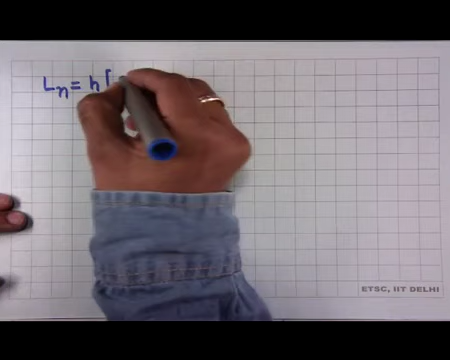 Lη = h [
ETSC, IIT DELHI